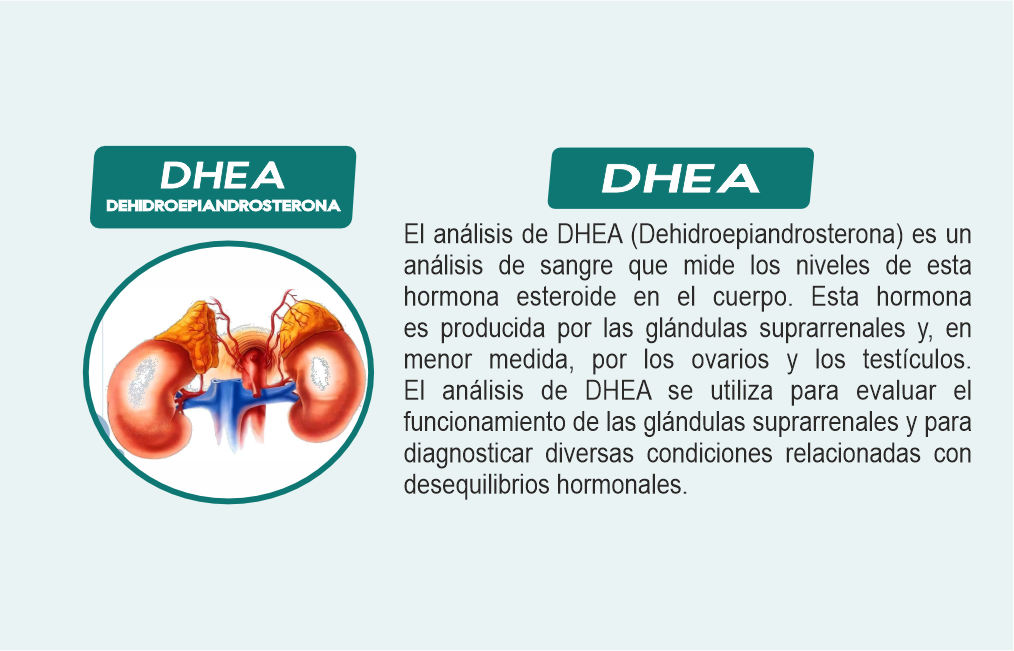 DHEA
DEHIDROEPIANDROSTERONA
DHEA
El análisis de DHEA (Dehidroepiandrosterona) es un
análisis de sangre que mide los niveles de esta
hormona esteroide en el cuerpo. Esta hormona
es producida por las glándulas suprarrenales y, en
menor medida, por los ovarios y los testículos.
El análisis de DHEA se utiliza para evaluar el
funcionamiento de las glándulas suprarrenales y para
diagnosticar diversas condiciones relacionadas con
desequilibrios hormonales.